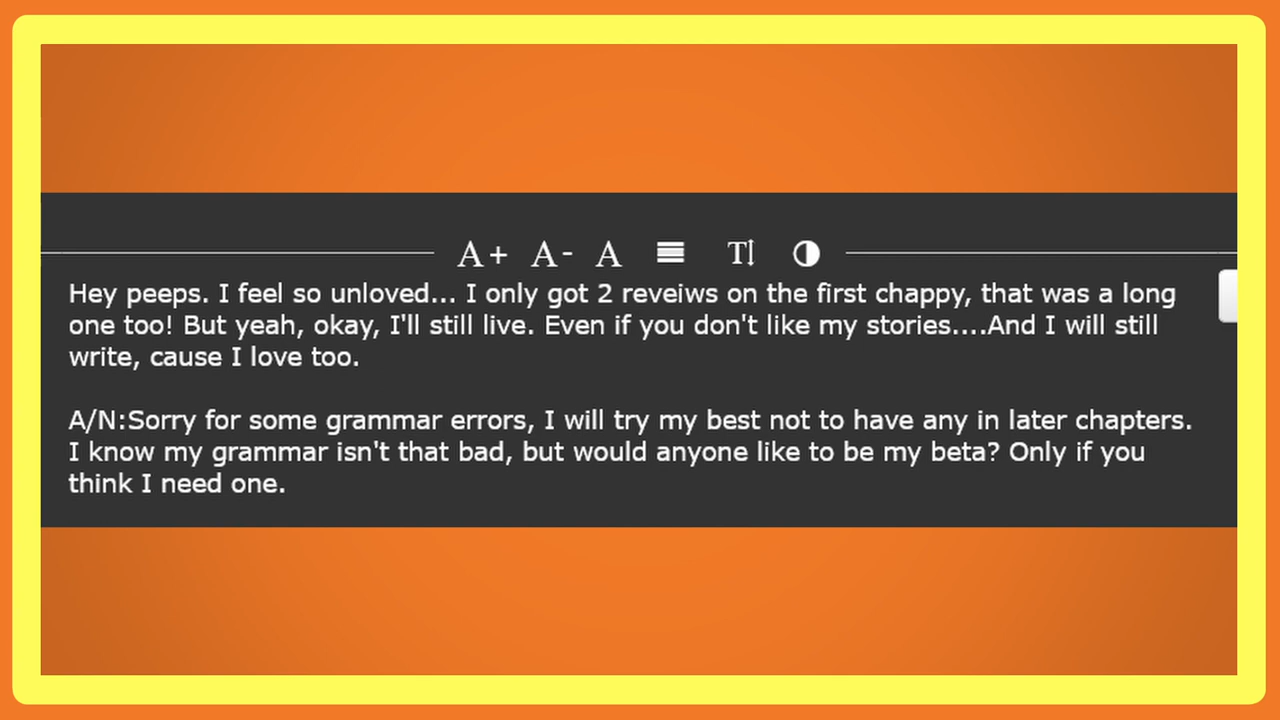 A+ A- A T
Hey peeps. I feel so unloved... I only got 2 reveiws on the first chappy, that was a long
one too! But yeah, okay, I'll still live. Even if you don't like my stories....And I will still
write, cause I love too.
A/N:Sorry for some grammar errors, I will try my best not to have any in later chapters.
I know my grammar isn't that bad, but would anyone like to be my beta? Only if you
think I need one.